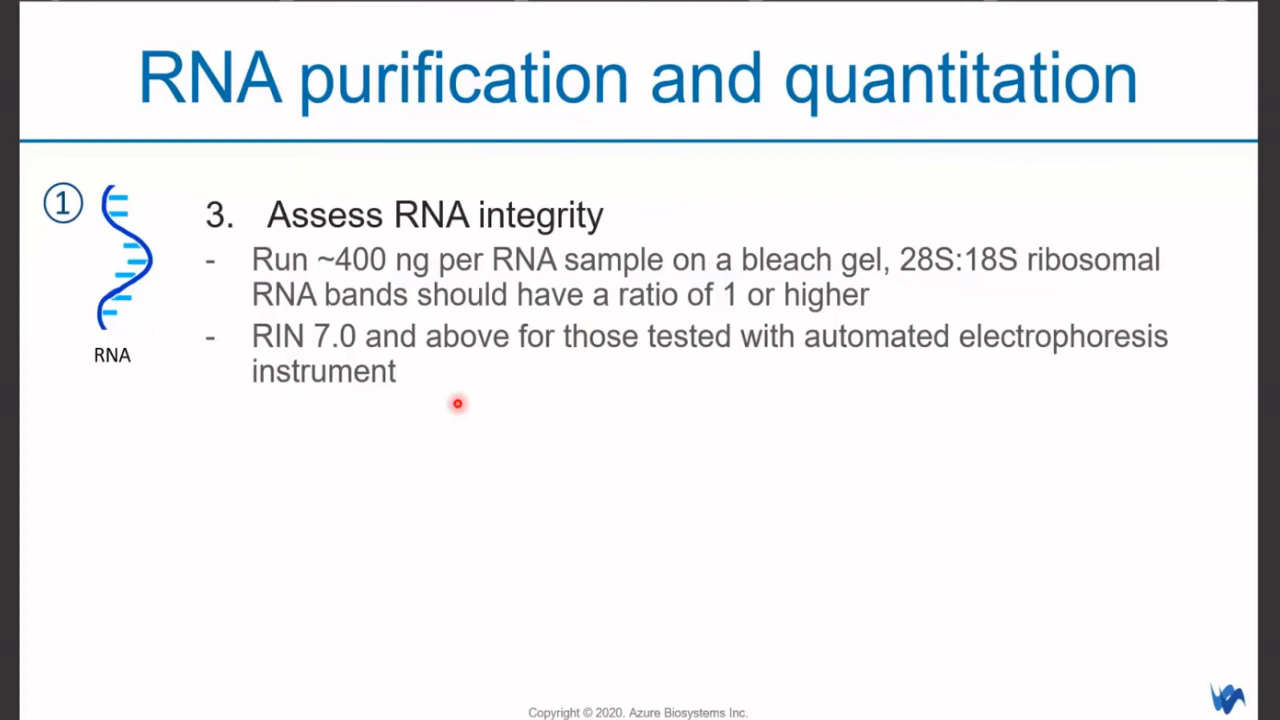 RNA purification and quantitation
①
RNA
3. Assess RNA integrity
- Run ~400 ng per RNA sample on a bleach gel, 28S:18S ribosomal
RNA bands should have a ratio of 1 or higher
- RIN 7.0 and above for those tested with automated electrophoresis
instrument
Copyright © 2020. Azure Biosystems Inc.